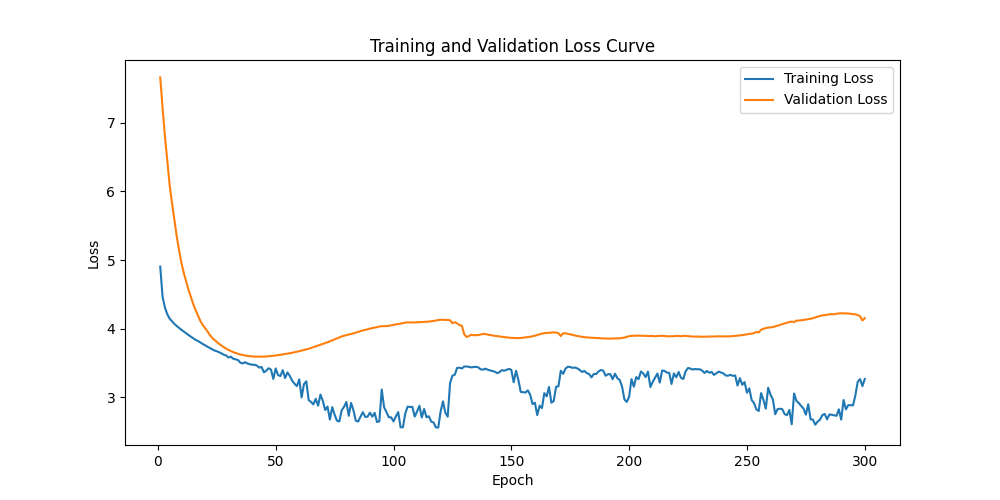 Training and Validation Loss Curve
Training Loss
Validation Loss
7
6
5
4
3
Loss
0 50 100 150 200 250 300
Epoch